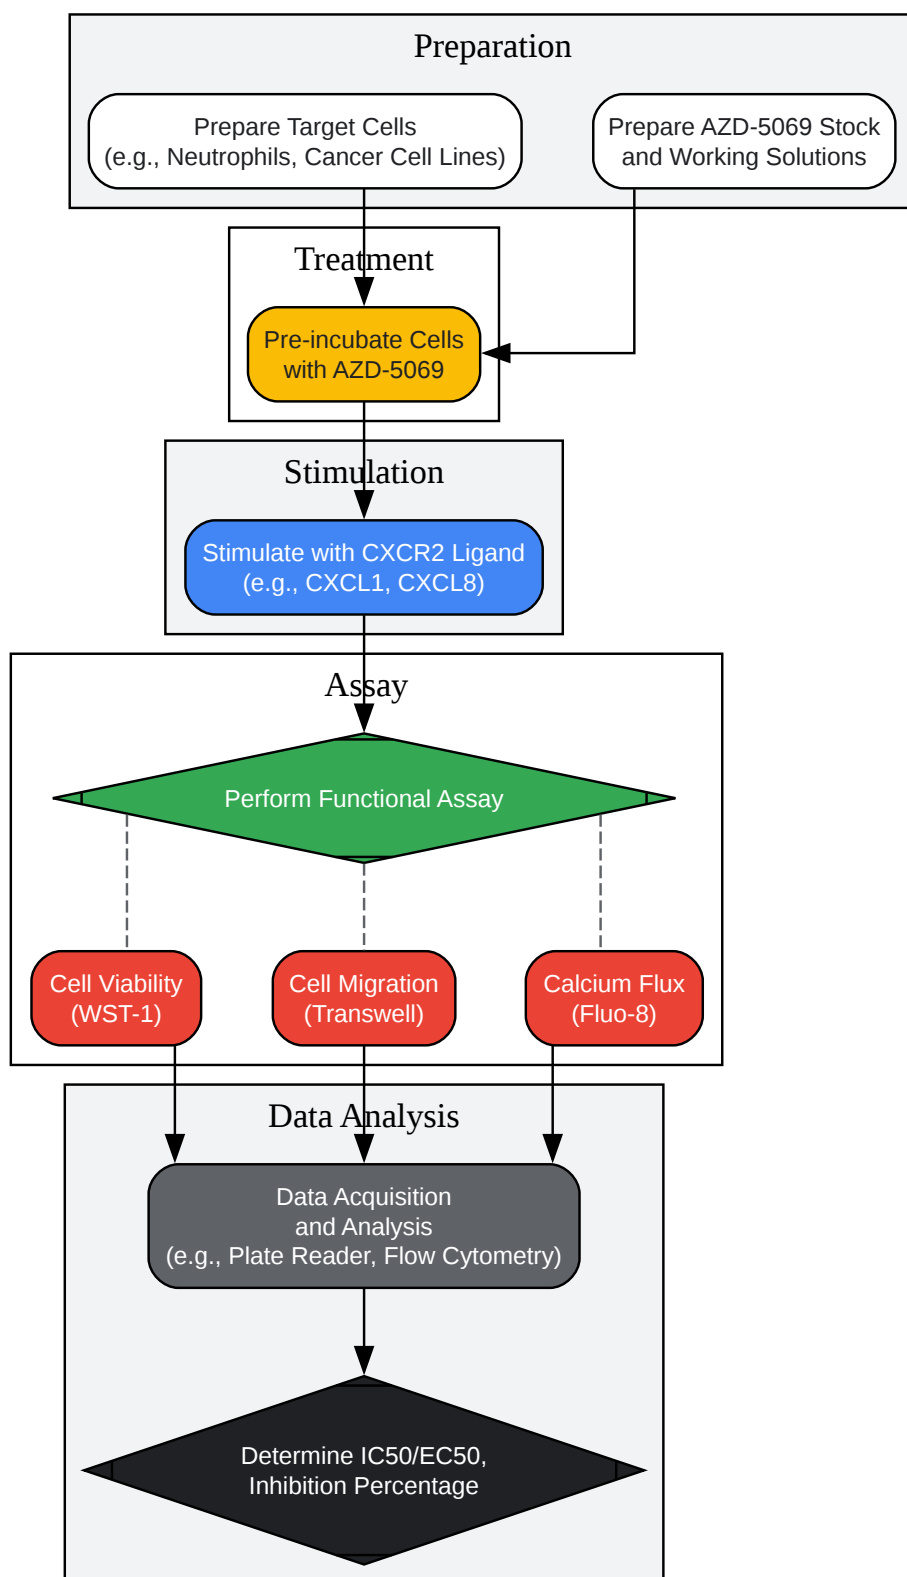 Preparation
Prepare Target Cells
(e.g., Neutrophils, Cancer Cell Lines)
Prepare AZD-5069 Stock
and Working Solutions
Treatment
Pre-incubate Cells
with AZD-5069
Stimulation
Stimulate with CXCR2 Ligand
(e.g., CXCL1, CXCL8)
Assay
Perform Functional Assay
Cell Viability
(WST-1)
Cell Migration
(Transwell)
Calcium Flux
(Fluo-8)
Data Analysis
Data Acquisition
and Analysis
(e.g., Plate Reader, Flow Cytometry)
Determine IC50/EC50,
Inhibition Percentage